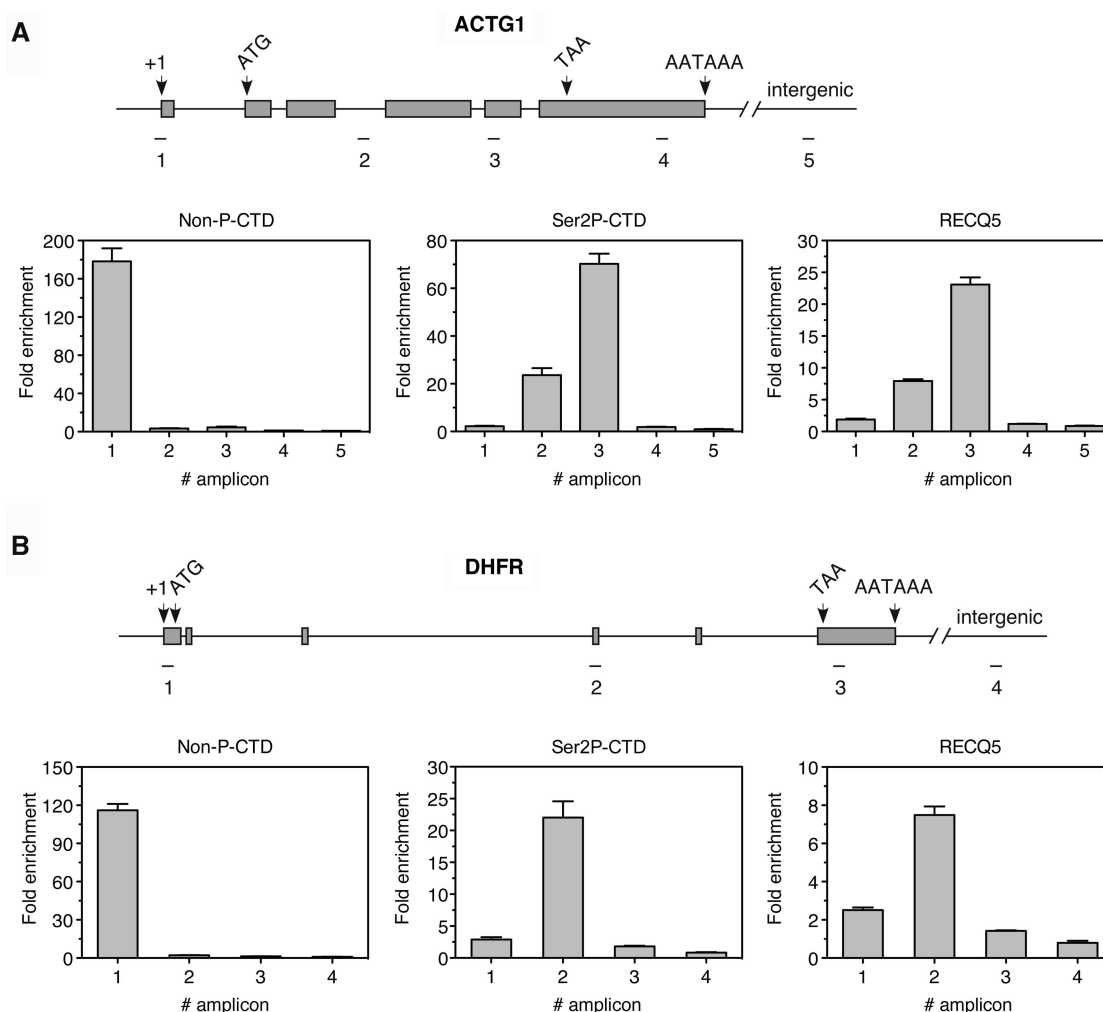 A
ACTG1
+1 ATG TAA AATAAA
intergenic
1 2 3 4 5
Non-P-CTD Ser2P-CTD RECQ5
Fold enrichment
200
160
120
80
40
0
1 2 3 4 5
# amplicon
Fold enrichment
80
60
40
20
0
1 2 3 4 5
# amplicon
Fold enrichment
30
25
20
15
10
5
0
1 2 3 4 5
# amplicon
B
DHFR
+1 ATG TAA AATAAA
intergenic
1 2 3 4
Non-P-CTD Ser2P-CTD RECQ5
Fold enrichment
150
120
90
60
30
0
1 2 3 4
# amplicon
Fold enrichment
30
25
20
15
10
5
0
1 2 3 4
# amplicon
Fold enrichment
10
8
6
4
2
0
1 2 3 4
# amplicon